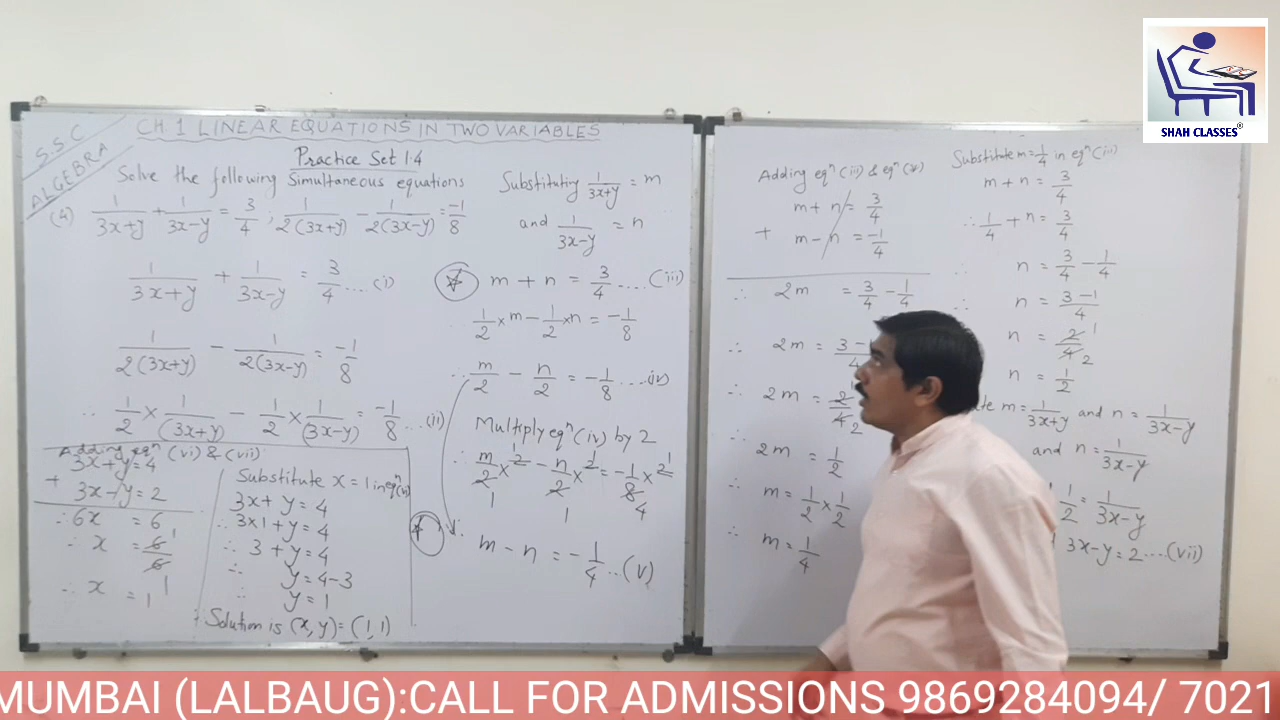 SHAH CLASSES®
S.S.C
ALGEBRA
CH 1 LINEAR EQUATIONS IN TWO VARIABLES
Practice Set 1.4
Solve the following Simultaneous equations
(4) 1/(3x+y) + 1/(3x-y) = 3/4 ; 1/2(3x+y) - 1/2(3x-y) = -1/8
1/(3x+y) + 1/(3x-y) = 3/4 ....(i)
1/2(3x+y) - 1/2(3x-y) = -1/8
∴ 1/2 × 1/(3x+y) - 1/2 × 1/(3x-y) = -1/8 ...(ii)
Adding eqn (vi) & (vii)
3x+y=4
+ 3x-y=2
∴ 6x = 6
∴ x = 6/6 1
∴ x = 1
Substitute x=1 in eqn(vi)
3x+y=4
∴ 3×1+y=4
∴ 3+y=4
∴ y=4-3
∴ y=1
Solution is (x,y)=(1,1)
Substituting 1/(3x+y) = m
and 1/(3x-y) = n
m + n = 3/4 ....(iii)
1/2 × m - 1/2 × n = -1/8
∴ m/2 - n/2 = -1/8 ....(iv)
Multiply eqn (iv) by 2
∴ m/2 × 2 - n/2 × 2 = -1/8 × 2
1 1 4
∴ m - n = -1/4 ..(v)
Adding eqn (iii) & eqn (v)
m + n = 3/4
+ m - n = -1/4
∴ 2m = 3/4 - 1/4
∴ 2m = 3-
4
∴ 2m = 2/4 2
∴ 2m = 1/2
∴ m = 1/2 × 1/2
∴ m = 1/4
Substitute m=1/4 in eqn(iii)
m+n = 3/4
∴ 1/4 + n = 3/4
∴ n = 3/4 - 1/4
∴ n = (3-1)/4
n = 2/4 1 2
n = 1/2
m = 1/(3x+y) and n = 1/(3x-y)
and n = 1/(3x-y)
1/2 = 1/(3x-y)
3x-y=2 ....(vii)
MUMBAI (LALBAUG):CALL FOR ADMISSIONS 9869284094/ 7021